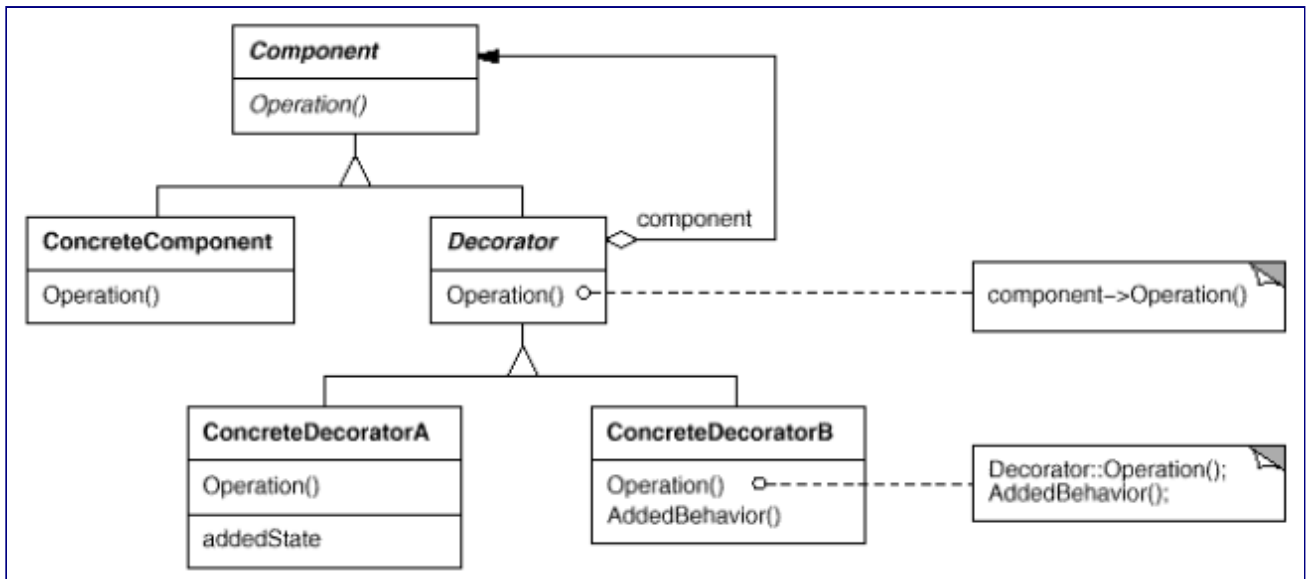 Component
Operation()
ConcreteComponent
Operation()
Decorator
Operation()
component
component–>Operation()
ConcreteDecoratorA
Operation()
addedState
ConcreteDecoratorB
Operation()
AddedBehavior()
Decorator::Operation();
AddedBehavior();